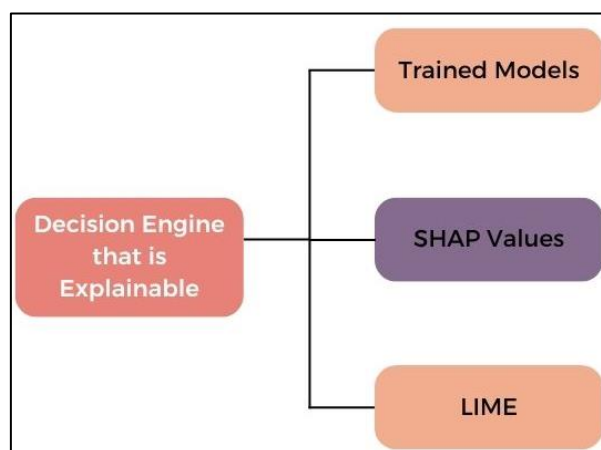 Trained Models
Decision Engine
that is
Explainable
SHAP Values
LIME